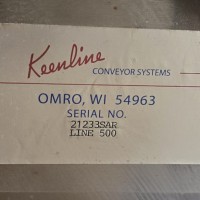 Keenline
CONVEYOR SYSTEMS
OMRO, WI 54963
SERIAL NO.
21233SAR
LINE 500